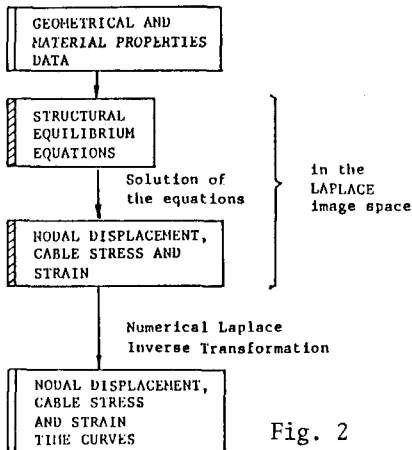 GEOMETRICAL AND
MATERIAL PROPERTIES
DATA
STRUCTURAL
EQUILIBRIUM
EQUATIONS
Solution of
the equations
in the
LAPLACE
image space
NODAL DISPLACEMENT,
CABLE STRESS AND
STRAIN
Numerical Laplace
Inverse Transformation
NODAL DISPLACEMENT,
CABLE STRESS
AND STRAIN
TIME CURVES
Fig. 2